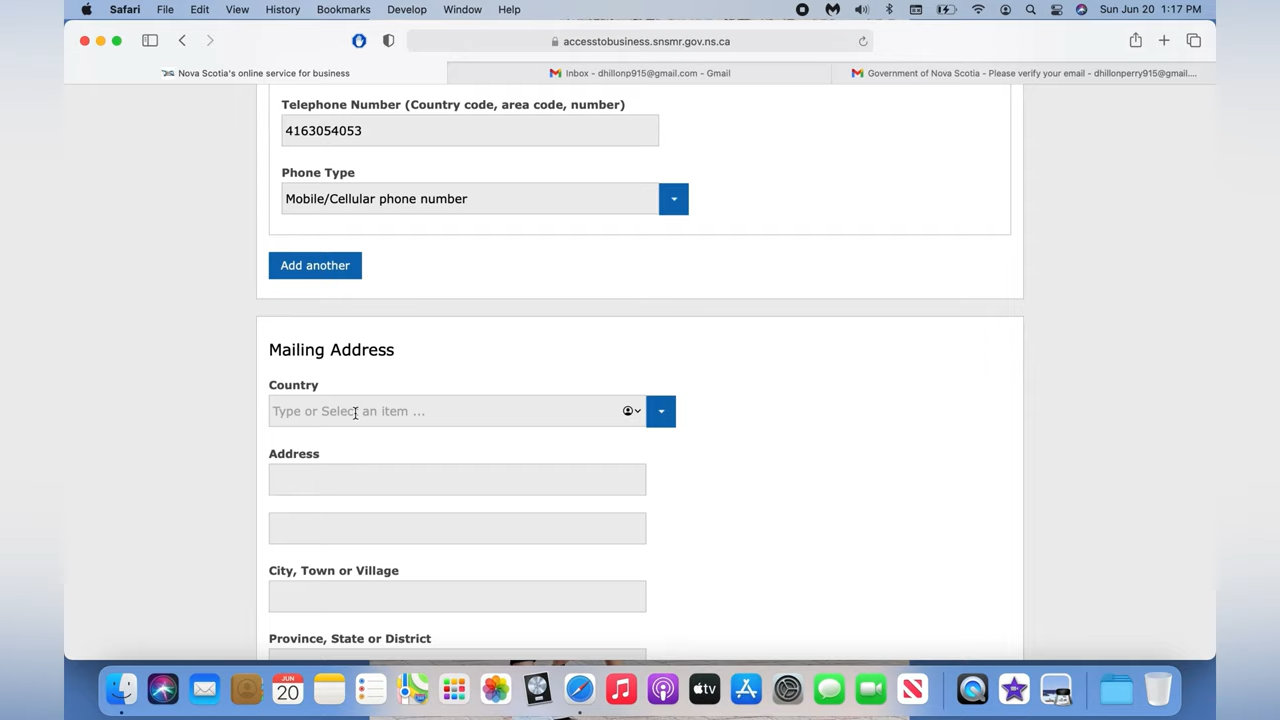 Safari File Edit View History Bookmarks Develop Window Help Sun Jun 20 1:17 PM
accesstobusiness.snsmr.gov.ns.ca
Nova Scotia's online service for business Inbox - dhillonp915@gmail.com - Gmail Government of Nova Scotia - Please verify your email - dhillonperry915@gmail....
Telephone Number (Country code, area code, number)
4163054053
Phone Type
Mobile/Cellular phone number
Add another
Mailing Address
Country
Type or Select an item ...
Address
City, Town or Village
Province, State or District
JUN
20
tv